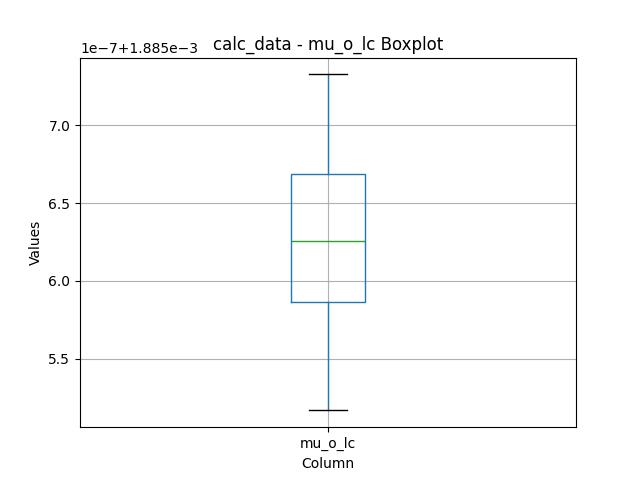 calc_data - mu_o_lc Boxplot
1e−7+1.885e−3
7.0
6.5
6.0
5.5
Values
mu_o_lc
Column